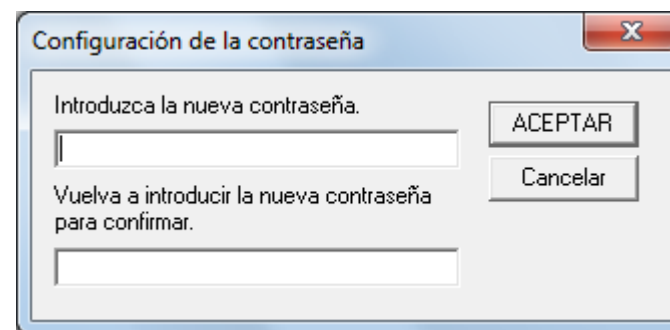 Configuración de la contraseña
Introduzca la nueva contraseña.
ACEPTAR
Cancelar
Vuelva a introducir la nueva contraseña
para confirmar.